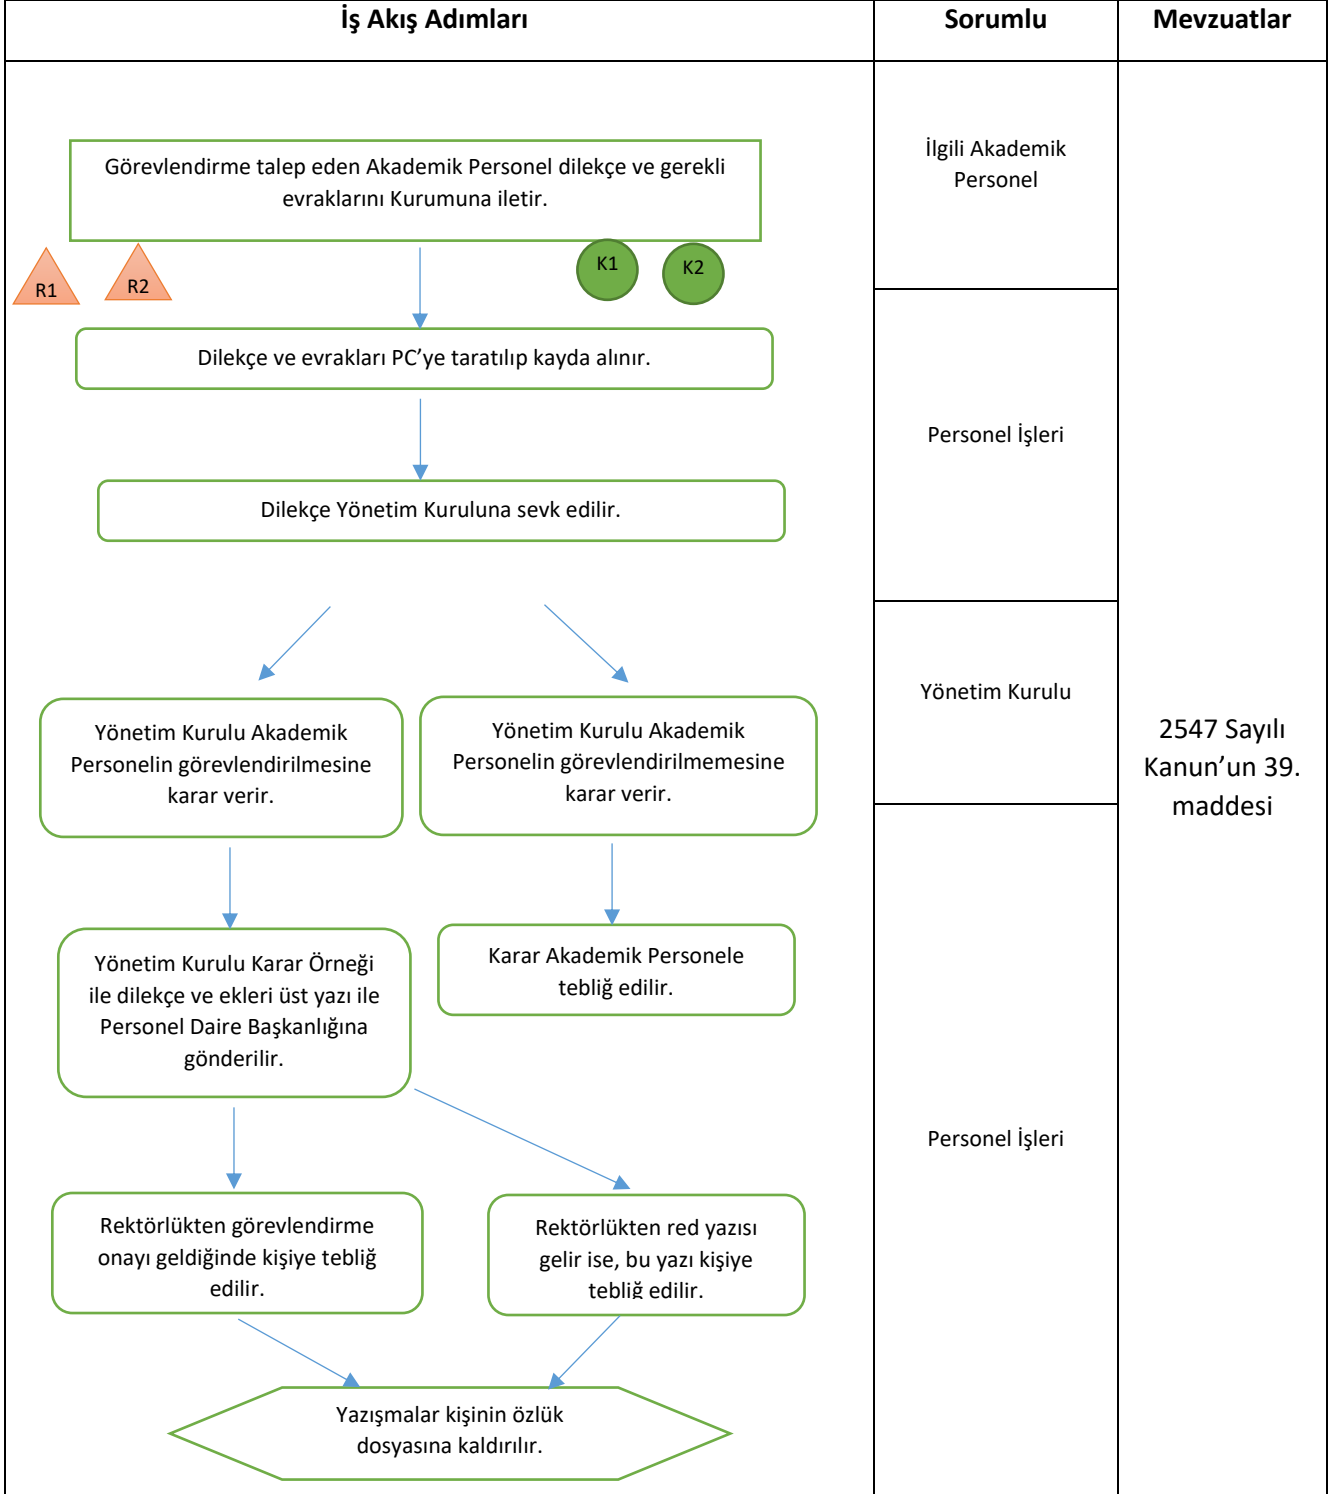 İş Akış Adımları
Sorumlu
Mevzuatlar
Görevlendirme talep eden Akademik Personel dilekçe ve gerekli
evraklarını Kurumuna iletir.
İlgili Akademik
Personel
R1
R2
K1
K2
Dilekçe ve evrakları PC’ye taratılıp kayda alınır.
Personel İşleri
Dilekçe Yönetim Kuruluna sevk edilir.
Yönetim Kurulu
Yönetim Kurulu Akademik
Personelin görevlendirilmesine
karar verir.
Yönetim Kurulu Akademik
Personelin görevlendirilmemesine
karar verir.
2547 Sayılı
Kanun’un 39.
maddesi
Yönetim Kurulu Karar Örneği
ile dilekçe ve ekleri üst yazı ile
Personel Daire Başkanlığına
gönderilir.
Karar Akademik Personele
tebliğ edilir.
Personel İşleri
Rektörlükten görevlendirme
onayı geldiğinde kişiye tebliğ
edilir.
Rektörlükten red yazısı
gelir ise, bu yazı kişiye
tebliğ edilir.
Yazışmalar kişinin özlük
dosyasına kaldırılır.